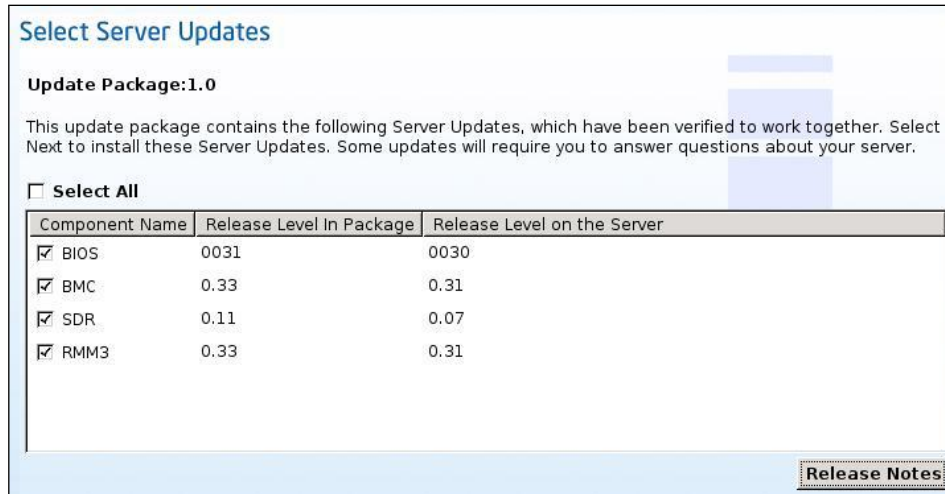 Select Server Updates
Update Package:1.0
This update package contains the following Server Updates, which have been verified to work together. Select
Next to install these Server Updates. Some updates will require you to answer questions about your server.
Select All
Component Name Release Level In Package Release Level on the Server
BIOS 0031 0030
BMC 0.33 0.31
SDR 0.11 0.07
RMM3 0.33 0.31
Release Notes